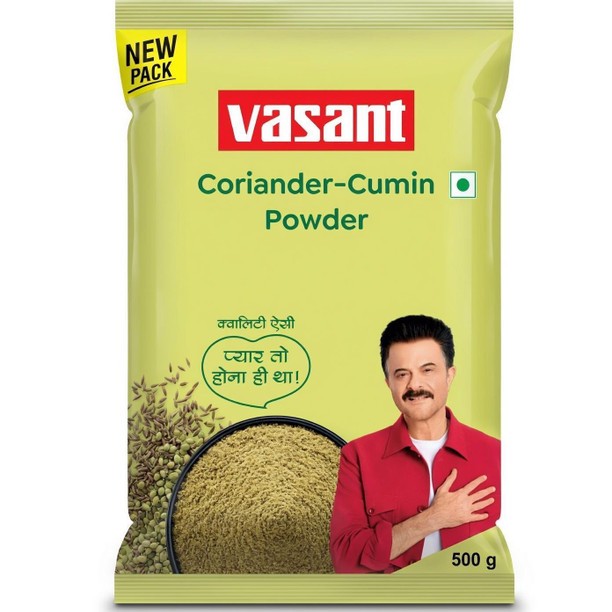 NEW
PACK
vasant
Coriander-Cumin
Powder
क्वालिटी ऐसी
प्यार तो
होना ही था!
500 g